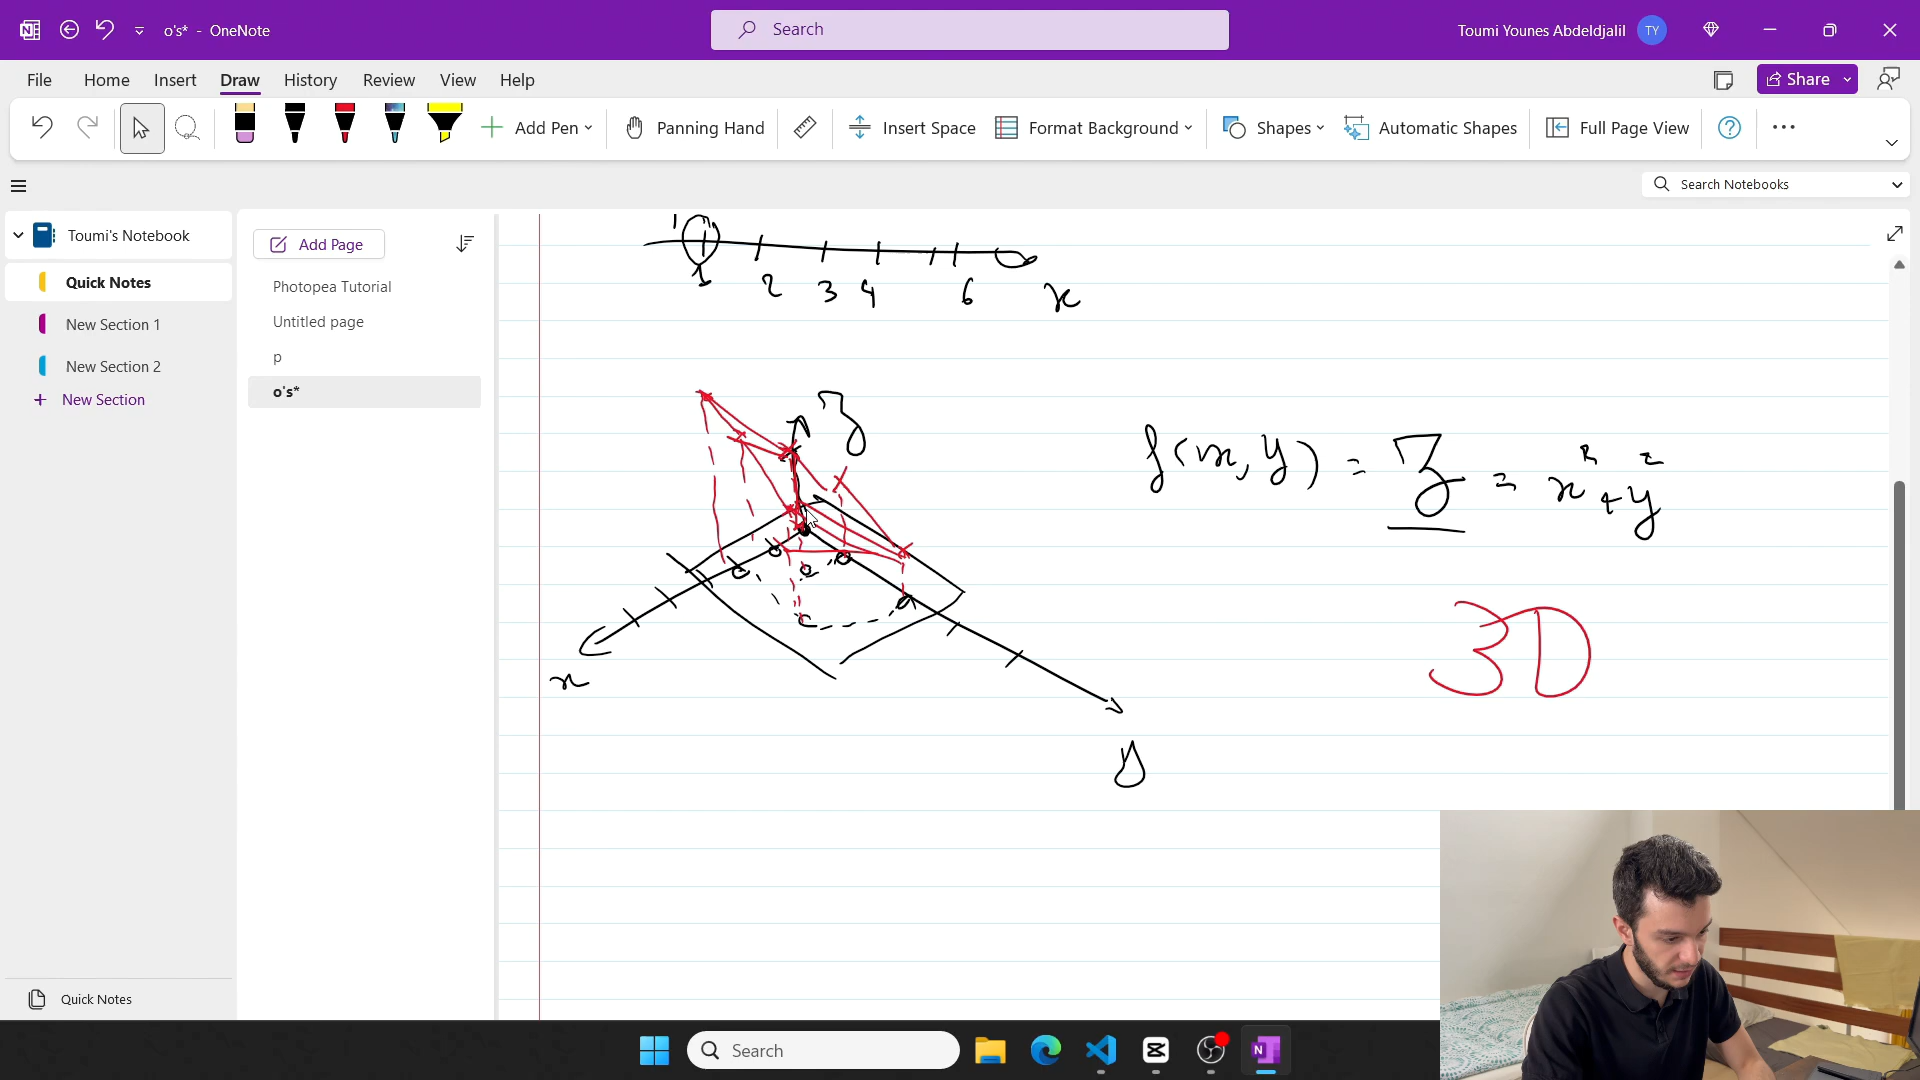 o's* - OneNote
Search
Toumi Younes Abdeldjalil
TY
File Home Insert Draw History Review View Help
Share
Add Pen
Panning Hand
Insert Space
Format Background
Shapes
Automatic Shapes
Full Page View
Search Notebooks
Toumi's Notebook
Quick Notes
New Section 1
New Section 2
New Section
Add Page
Photopea Tutorial
Untitled page
p
o's*
1 2 3 4 6 x
z
f(x, y) = z = x² + y²
3D
x
y
Quick Notes
Search